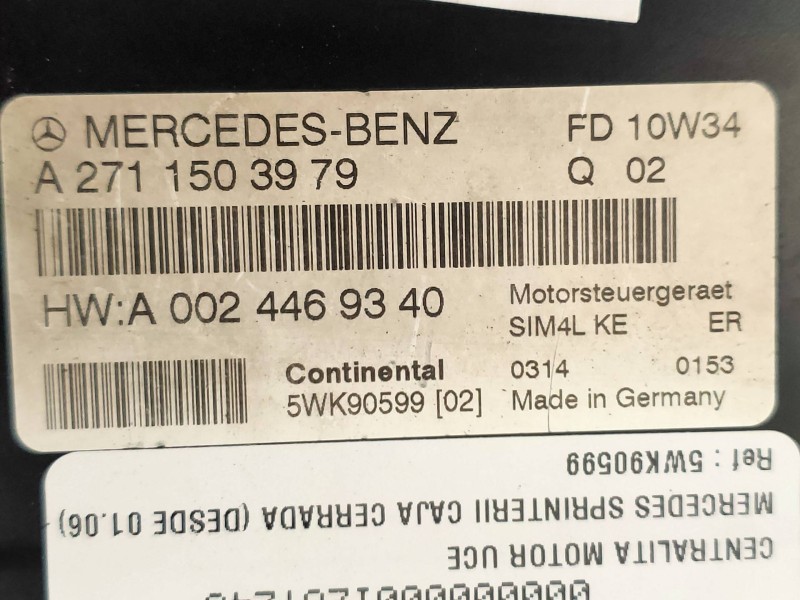 MERCEDES-BENZ FD 10W34
A 271 150 39 79 Q 02
HW:A 002 446 93 40 Motorsteuergeraet
SIM4L KE ER
Continental 0314 0153
5WK90599 [02] Made in Germany
Ref : 5WK90599
MERCEDES SPRINTERII CAJA CERRADA (DESDE 01.06)
CENTRALITA MOTOR UCE